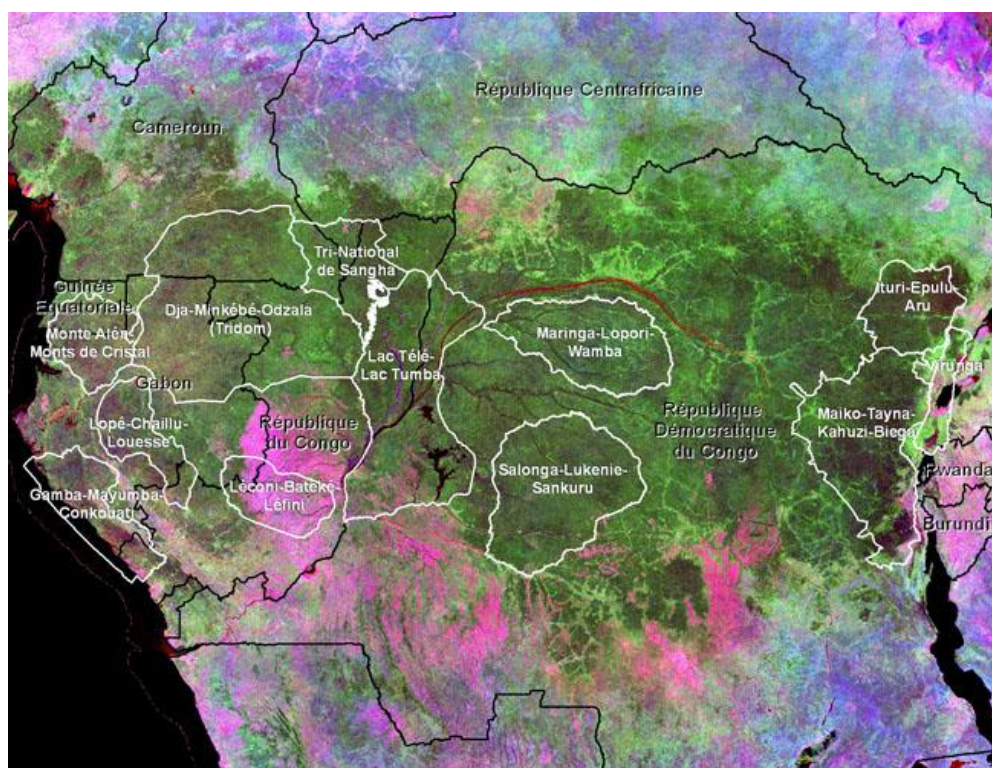 République Centrafricaine
Cameroun
Tri-National
de Sangha
Guinée
Equatoriale
Dja-Minkébé-Odzala
(Tridom)
Ituri-Epulu-
Aru
Monte Alén-
Monts de Cristal
Maringa-Lopori-
Wamba
Lac Télé-
Lac Tumba
Virunga
Gabon
Lopé-Chaillu-
Louesse
République
du Congo
République
Démocratique
du Congo
Maiko-Tayna-
Kahuzi-Biega
Salonga-Lukenie-
Sankuru
Rwanda
Gamba-Mayumba-
Conkouati
Léconi-Batéké-
Léfini
Burundi